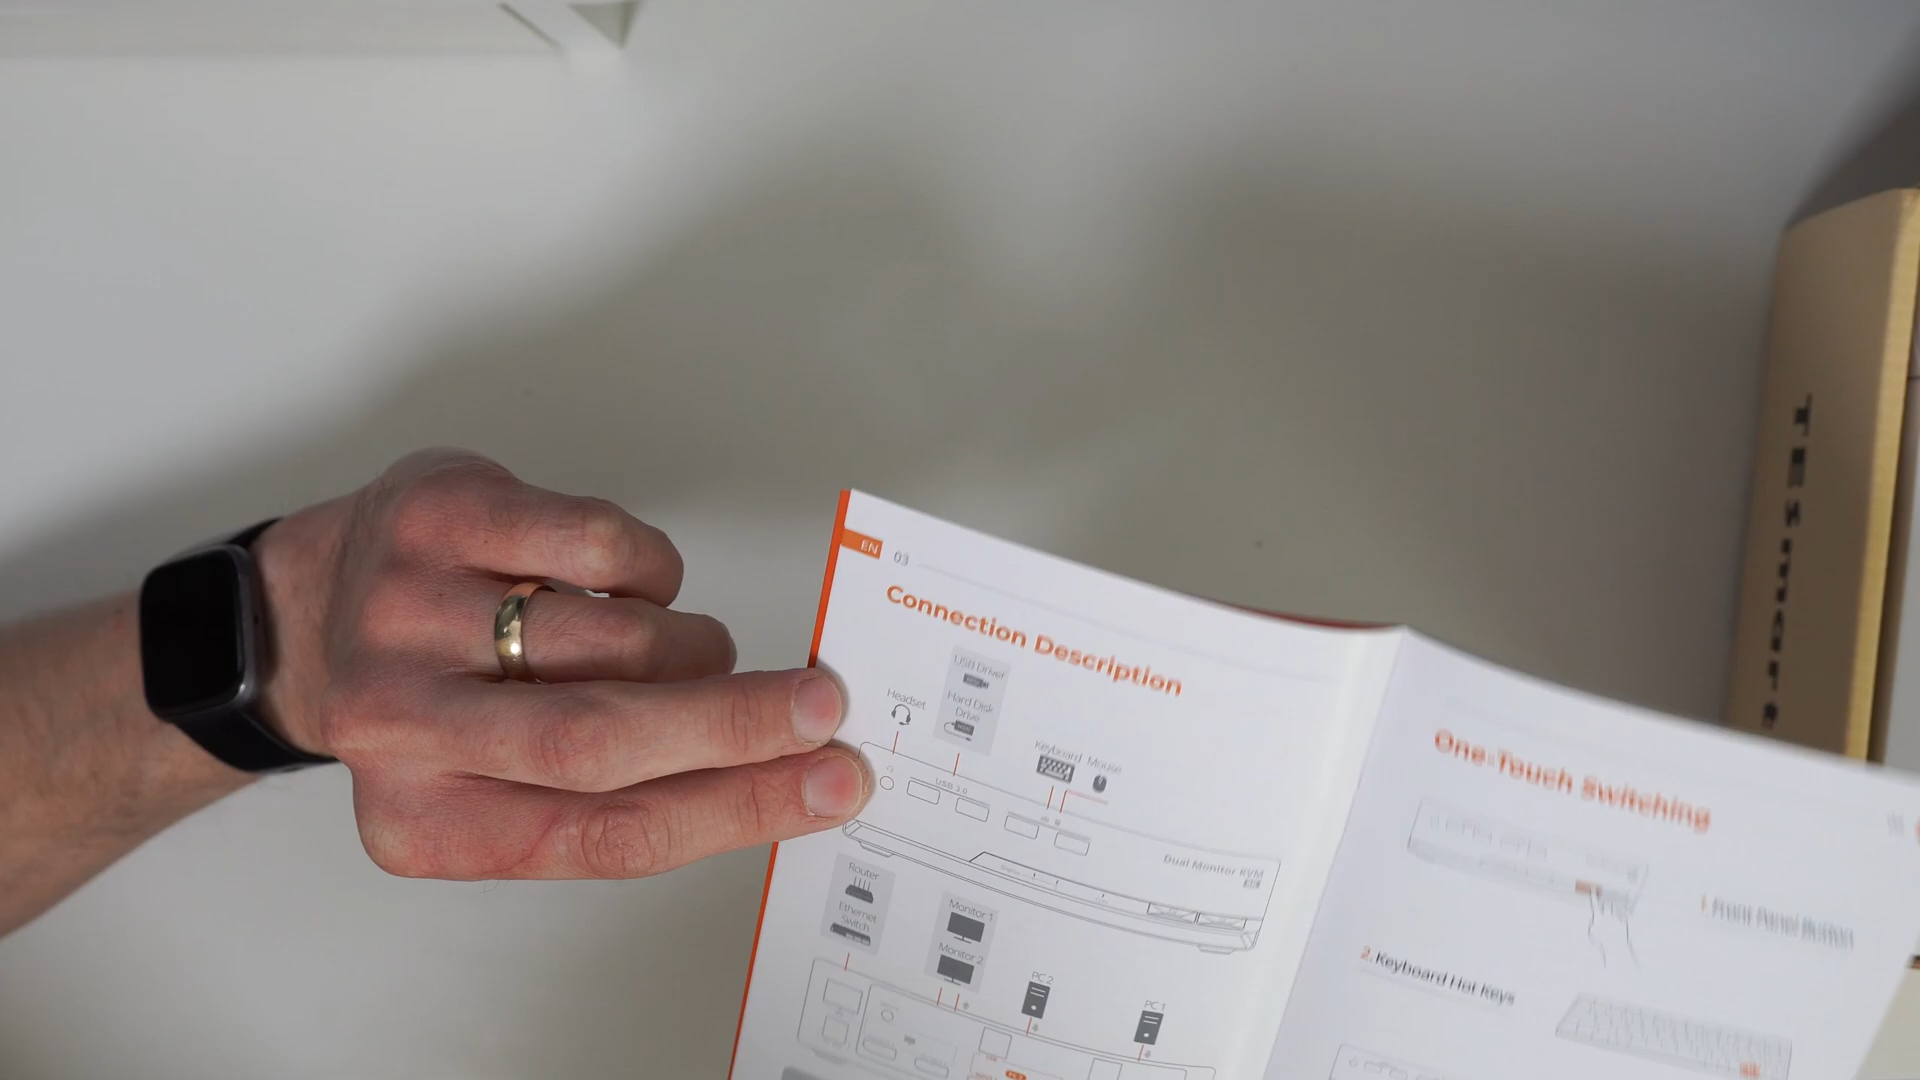 EN 03
Connection Description
USB Driver
Hard Disk
Drive
Headset
Keyboard Mouse
USB 3.0
Dual Monitor KVM
Router
Ethernet
Switch
Monitor 1
Monitor 2
PC 2
PC 1
One-Touch Switching
1. Front Panel Button
2. Keyboard Hot Keys